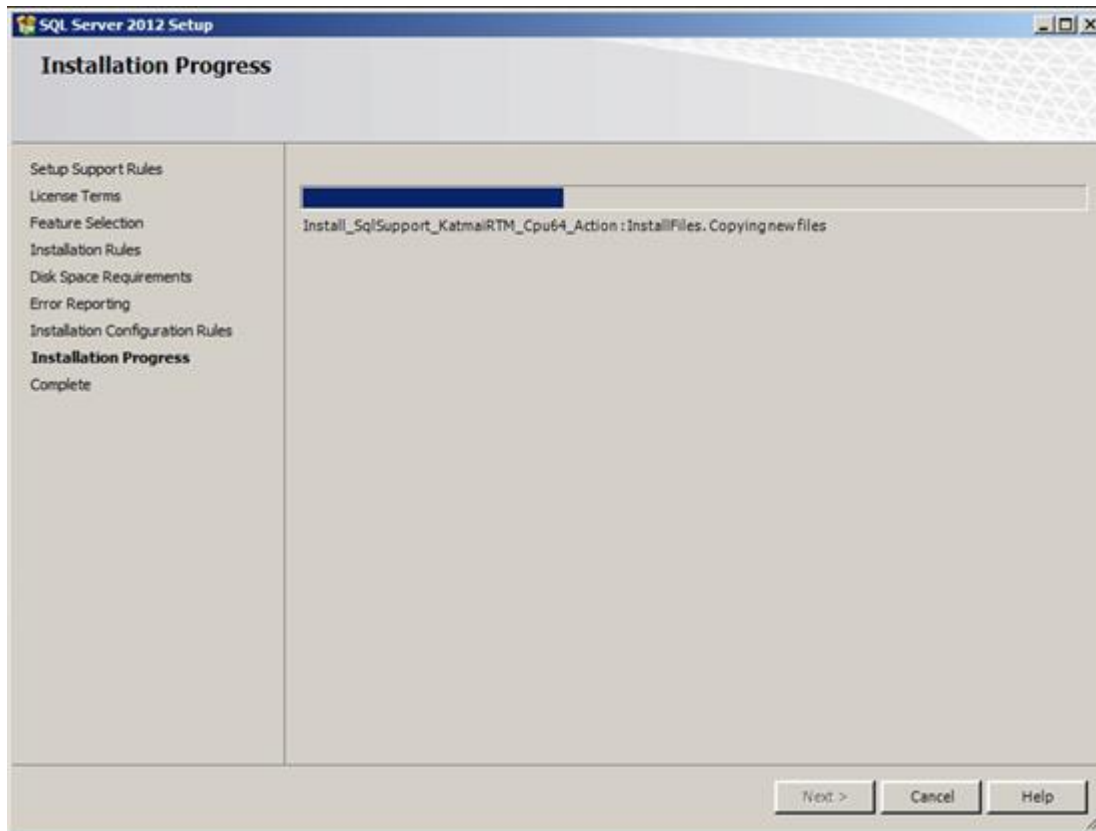 SQL Server 2012 Setup
Installation Progress
Setup Support Rules
License Terms
Feature Selection
Installation Rules
Disk Space Requirements
Error Reporting
Installation Configuration Rules
Installation Progress
Complete
Install_SqlSupport_KatmaiRTM_Cpu64_Action : InstallFiles. Copying new files
Next >
Cancel
Help